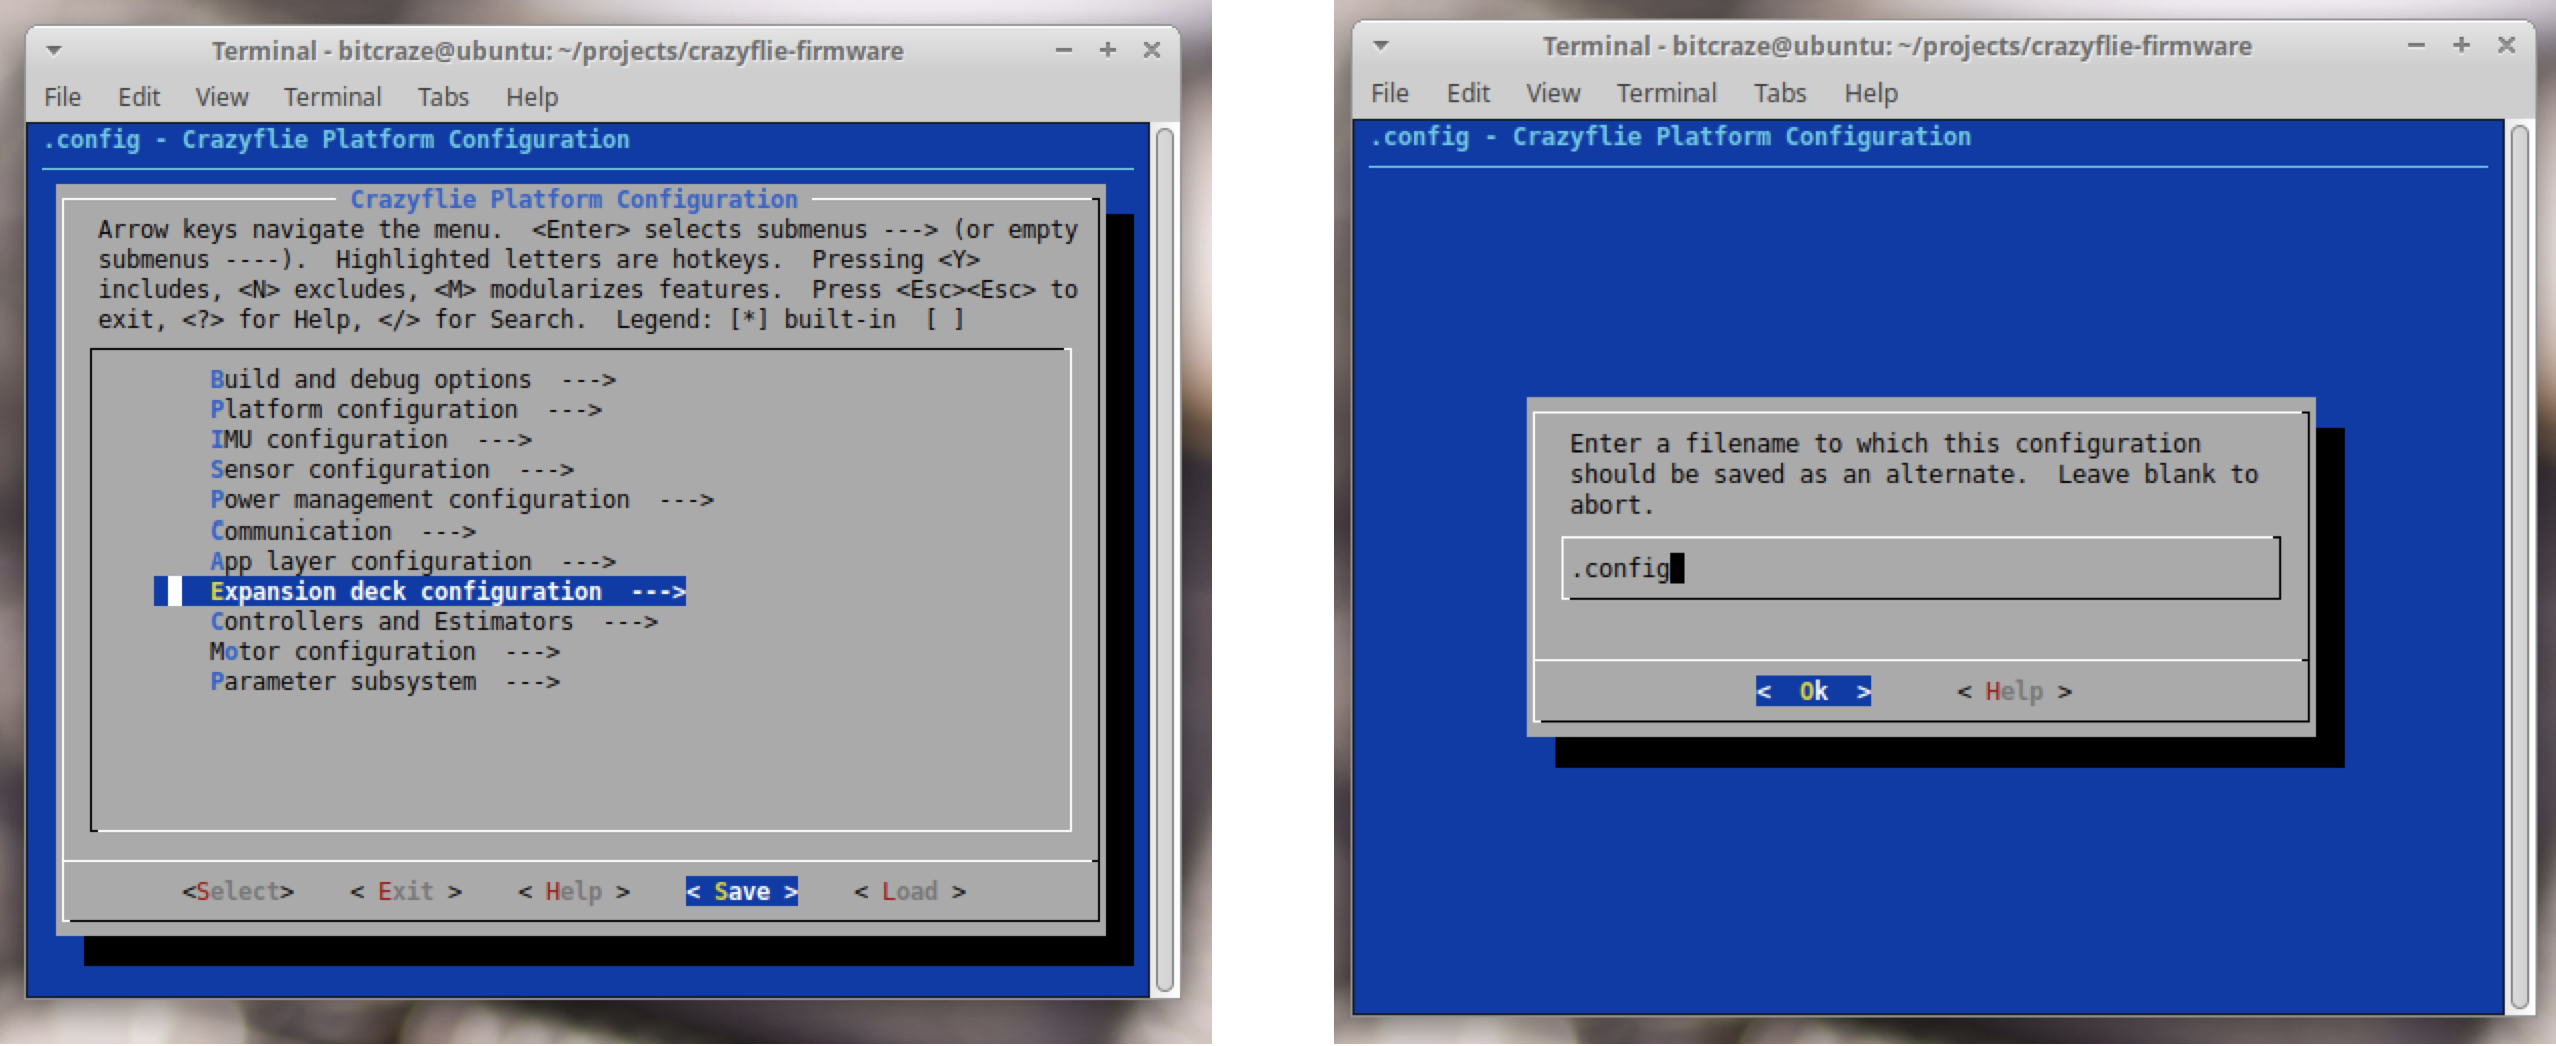 Terminal - bitcraze@ubuntu: ~/projects/crazyflie-firmware
File Edit View Terminal Tabs Help
.config - Crazyflie Platform Configuration
Crazyflie Platform Configuration
Arrow keys navigate the menu.  <Enter> selects submenus ---> (or empty
submenus ----).  Highlighted letters are hotkeys.  Pressing <Y>
includes, <N> excludes, <M> modularizes features.  Press <Esc><Esc> to
exit, <?> for Help, </> for Search.  Legend: [*] built-in  [ ]
Build and debug options  --->
Platform configuration  --->
IMU configuration  --->
Sensor configuration  --->
Power management configuration  --->
Communication  --->
App layer configuration  --->
Expansion deck configuration  --->
Controllers and Estimators  --->
Motor configuration  --->
Parameter subsystem  --->
<Select> < Exit > < Help > < Save > < Load >
Terminal - bitcraze@ubuntu: ~/projects/crazyflie-firmware
File Edit View Terminal Tabs Help
.config - Crazyflie Platform Configuration
Enter a filename to which this configuration
should be saved as an alternate.  Leave blank to
abort.
.config
<  Ok  > < Help >